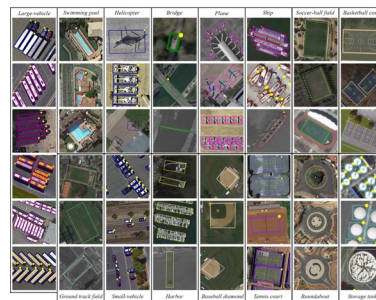 Large-vehicle Swimming pool Helicopter Bridge Plane Ship Soccer-ball field Basketball cou
Ground track field Small-vehicle Harbor Baseball diamond Tennis court Roundabout Storage tank